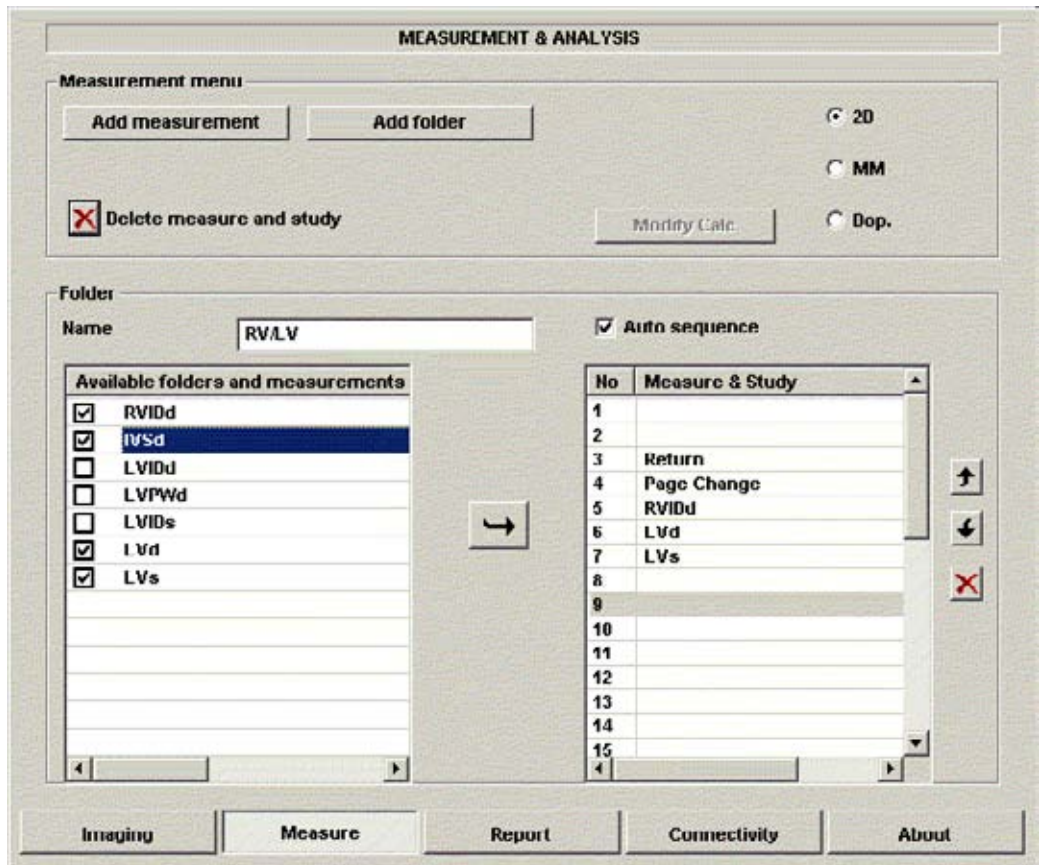 MEASUREMENT & ANALYSIS
Measurement menu
Add measurement
Add folder
2D
MM
Delete measure and study
Modify Calc
Dop.
Folder
Name
RV/LV
Auto sequence
Available folders and measurements
RVIDd
IVSd
LVIDd
LVPWd
LVIDs
LVd
LVs
No Measure & Study
1
2
3 Return
4 Page Change
5 RVIDd
6 LVd
7 LVs
8
9
10
11
12
13
14
15
Imaging
Measure
Report
Connectivity
About